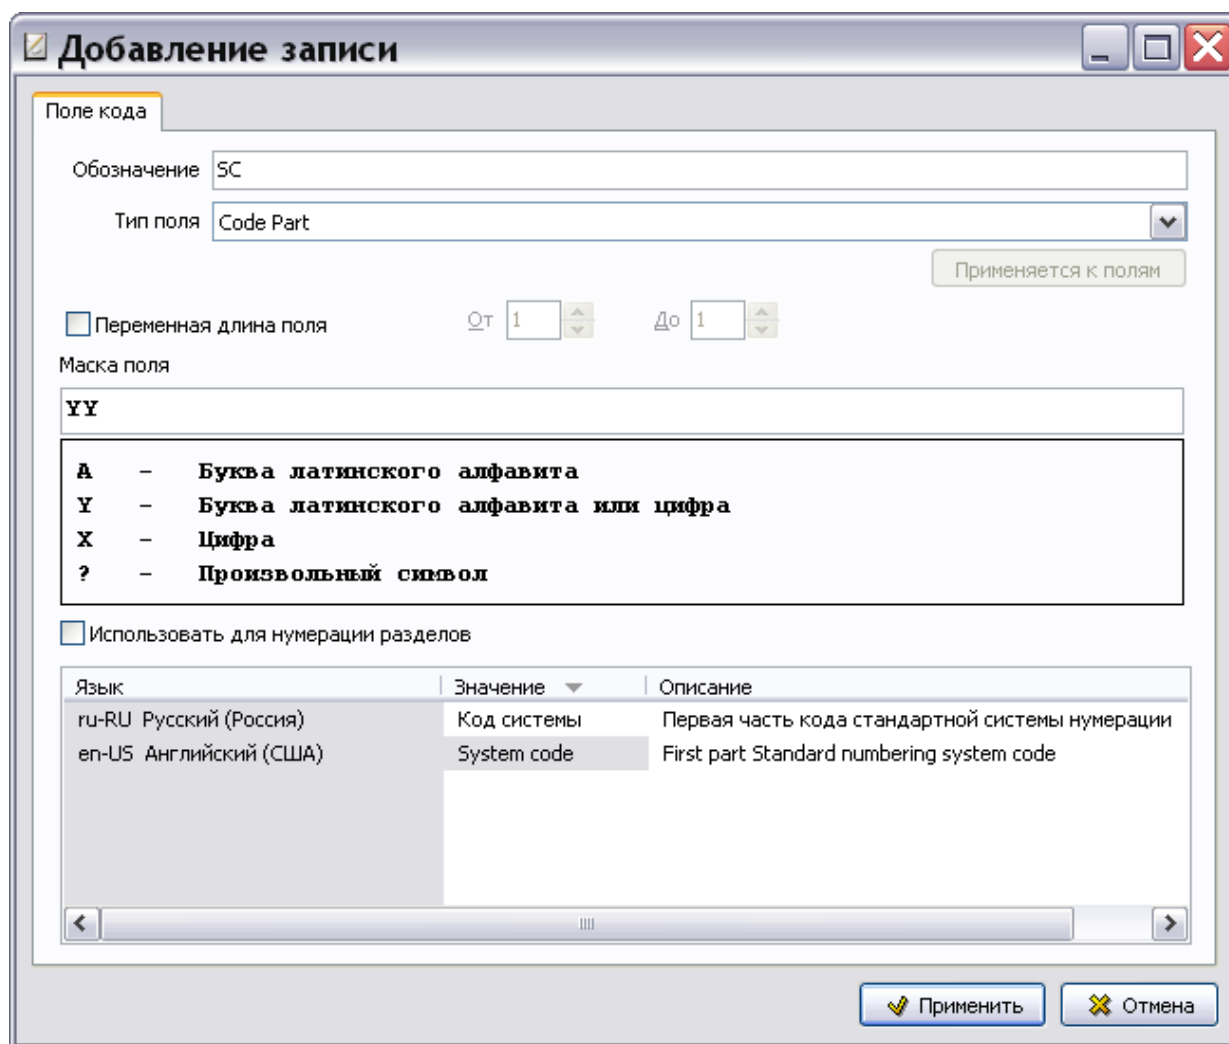 Добавление записи
Поле кода
Обозначение SC
Тип поля Code Part
Применяется к полям
Переменная длина поля От 1 До 1
Маска поля
YY
A – Буква латинского алфавита
Y – Буква латинского алфавита или цифра
X – Цифра
? – Произвольный символ
Использовать для нумерации разделов
Язык Значение Описание
ru-RU Русский (Россия) Код системы Первая часть кода стандартной системы нумерации
en-US Английский (США) System code First part Standard numbering system code
Применить Отмена